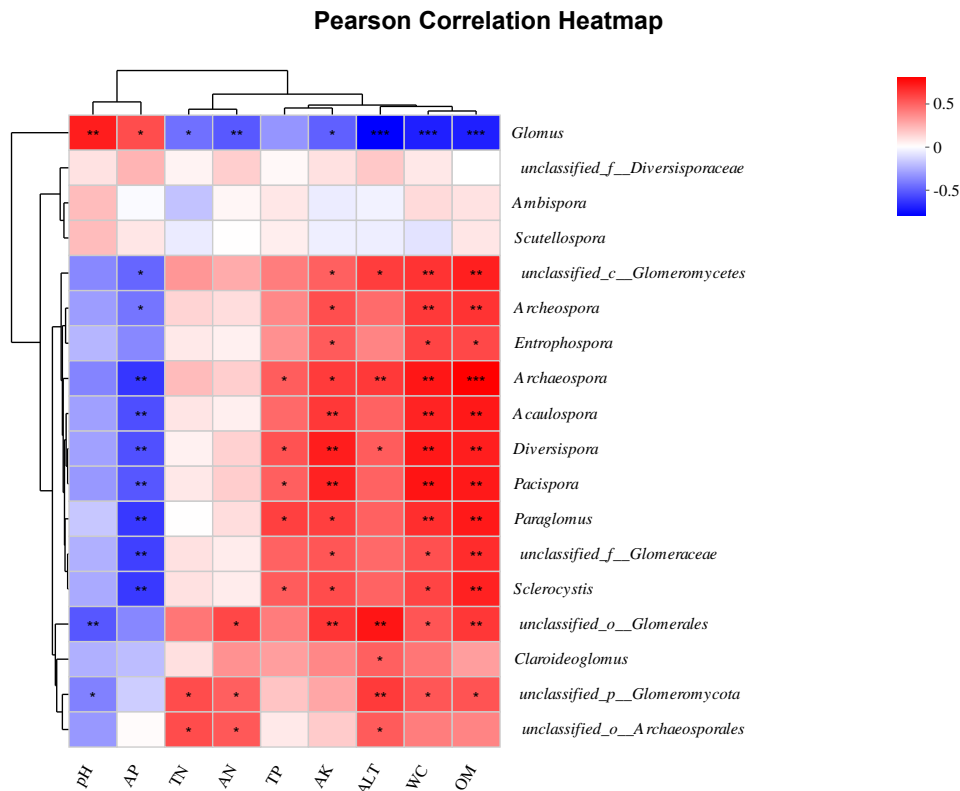 Pearson Correlation Heatmap
0.5
0
-0.5
** * * ** * *** *** *** Glomus
unclassified_f__Diversisporaceae
Ambispora
Scutellospora
* * * ** ** unclassified_c__Glomeromycetes
* * ** ** Archeospora
* * * Entrophospora
** * * ** ** *** Archaeospora
** ** ** ** Acaulospora
** * ** * ** ** Diversispora
** * ** ** ** Pacispora
** * * ** ** Paraglomus
** * * ** unclassified_f__Glomeraceae
** * * * ** Sclerocystis
** * ** ** * ** unclassified_o__Glomerales
* Claroideoglomus
* * * ** * * unclassified_p__Glomeromycota
* * * unclassified_o__Archaeosporales
pH AP TN AN TP AK ALT WC OM